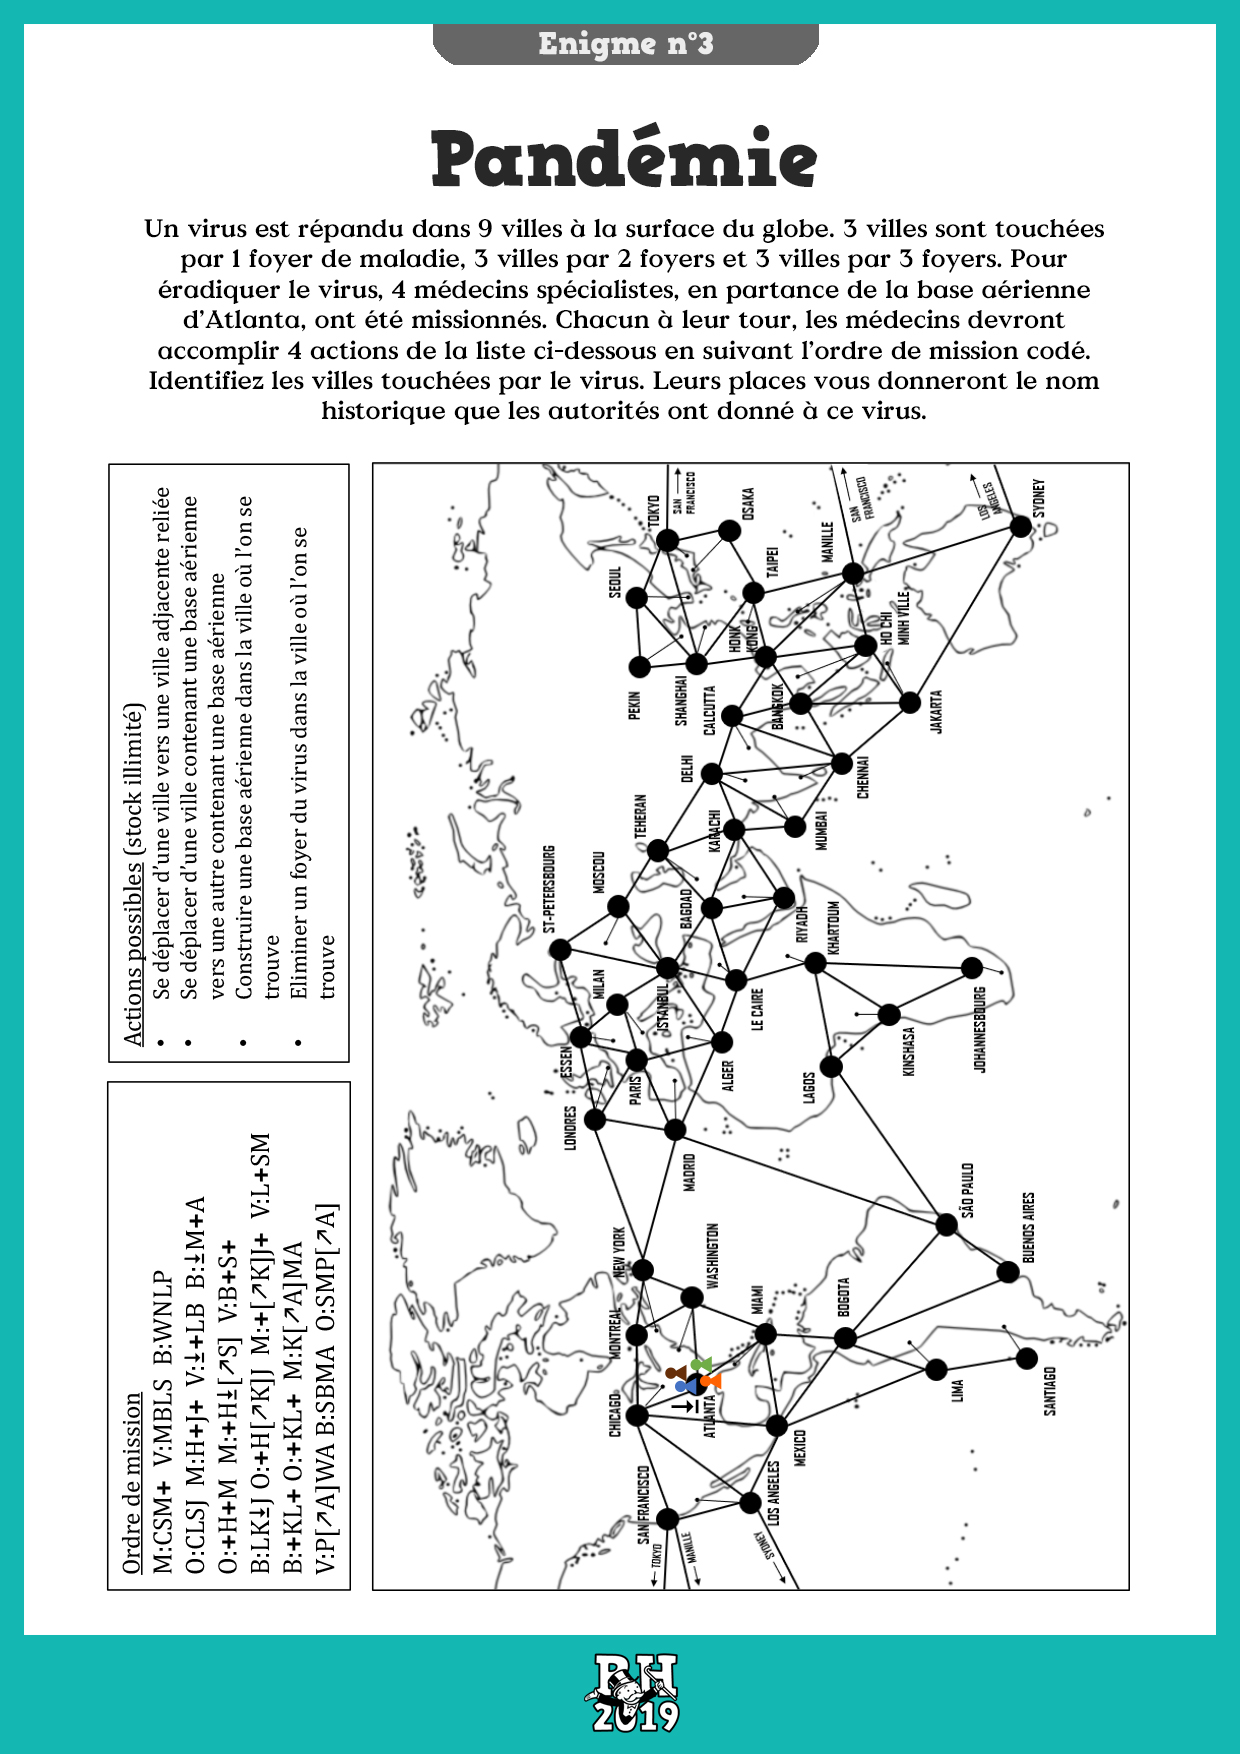 Enigme n°3
Pandémie
Un virus est répandu dans 9 villes à la surface du globe. 3 villes sont touchées
par 1 foyer de maladie, 3 villes par 2 foyers et 3 villes par 3 foyers. Pour
éradiquer le virus, 4 médecins spécialistes, en partance de la base aérienne
d'Atlanta, ont été missionnés. Chacun à leur tour, les médecins devront
accomplir 4 actions de la liste ci-dessous en suivant l'ordre de mission codé.
Identifiez les villes touchées par le virus. Leurs places vous donneront le nom
historique que les autorités ont donné à ce virus.
Ordre de mission
M:CSM+ V:MBLS B:WNLP
O:CLSJ M:H+J+ V:⤓+LB B:⤓M+A
O:+H+M M:+H⤓[↗S] V:B+S+
B:LK⤓J O:+H[↗KJJ M:+[↗KJJ+ V:L+SM
B:+KL+ O:+KL+ M:K[↗A]MA
V:P[↗A]WA B:SBMA O:SMP[↗A]
Actions possibles (stock illimité)
• Se déplacer d'une ville vers une ville adjacente reliée
• Se déplacer d'une ville contenant une base aérienne
vers une autre contenant une base aérienne
• Construire une base aérienne dans la ville où l'on se
trouve
• Eliminer un foyer du virus dans la ville où l'on se
trouve
SAN FRANCISCO
← TOKYO
← MANILLE
SYDNEY ←
LOS ANGELES
CHICAGO
ATLANTA
MEXICO
MONTREAL
NEW YORK
WASHINGTON
MIAMI
BOGOTA
LIMA
SANTIAGO
SÃO PAULO
BUENOS AIRES
LONDRES
MADRID
ESSEN
PARIS
MILAN
ST-PETERSBOURG
MOSCOU
ISTANBUL
ALGER
LE CAIRE
LAGOS
KINSHASA
KHARTOUM
JOHANNESBOURG
TEHERAN
BAGDAD
RIYADH
KARACHI
DELHI
MUMBAI
CHENNAI
CALCUTTA
BANGKOK
JAKARTA
PEKIN
SEOUL
SHANGHAI
HONK
KONG
TOKYO
OSAKA
TAIPEI
MANILLE
HO CHI
MINH VILLE
SYDNEY
SAN →
FRANCISCO
SAN →
FRANCISCO
LOS →
ANGELES
RH
2019